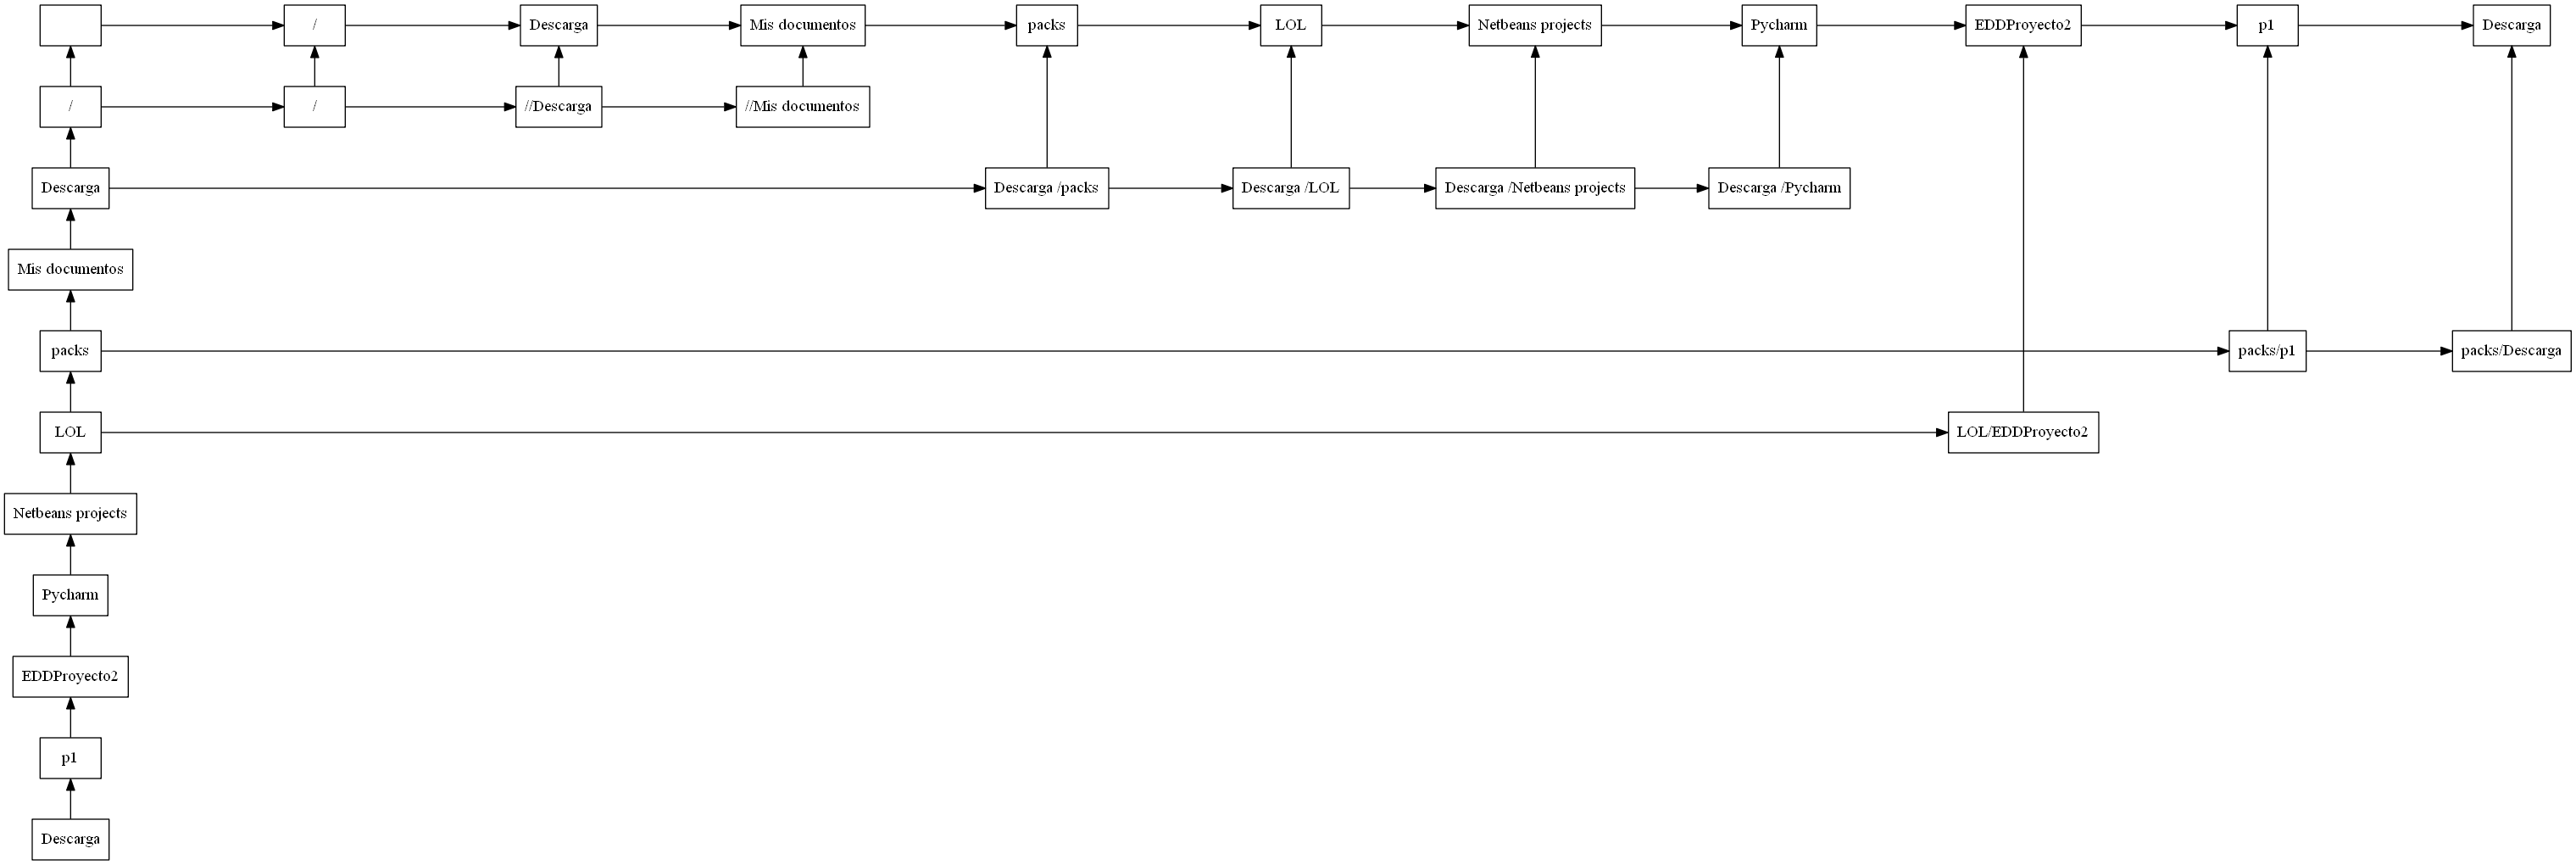 /
Descarga
Mis documentos
packs
LOL
Netbeans projects
Pycharm
EDDProyecto2
p1
Descarga
/
/
//Descarga
//Mis documentos
Descarga
Descarga /packs
Descarga /LOL
Descarga /Netbeans projects
Descarga /Pycharm
Mis documentos
packs
packs/p1
packs/Descarga
LOL
LOL/EDDProyecto2
Netbeans projects
Pycharm
EDDProyecto2
p1
Descarga